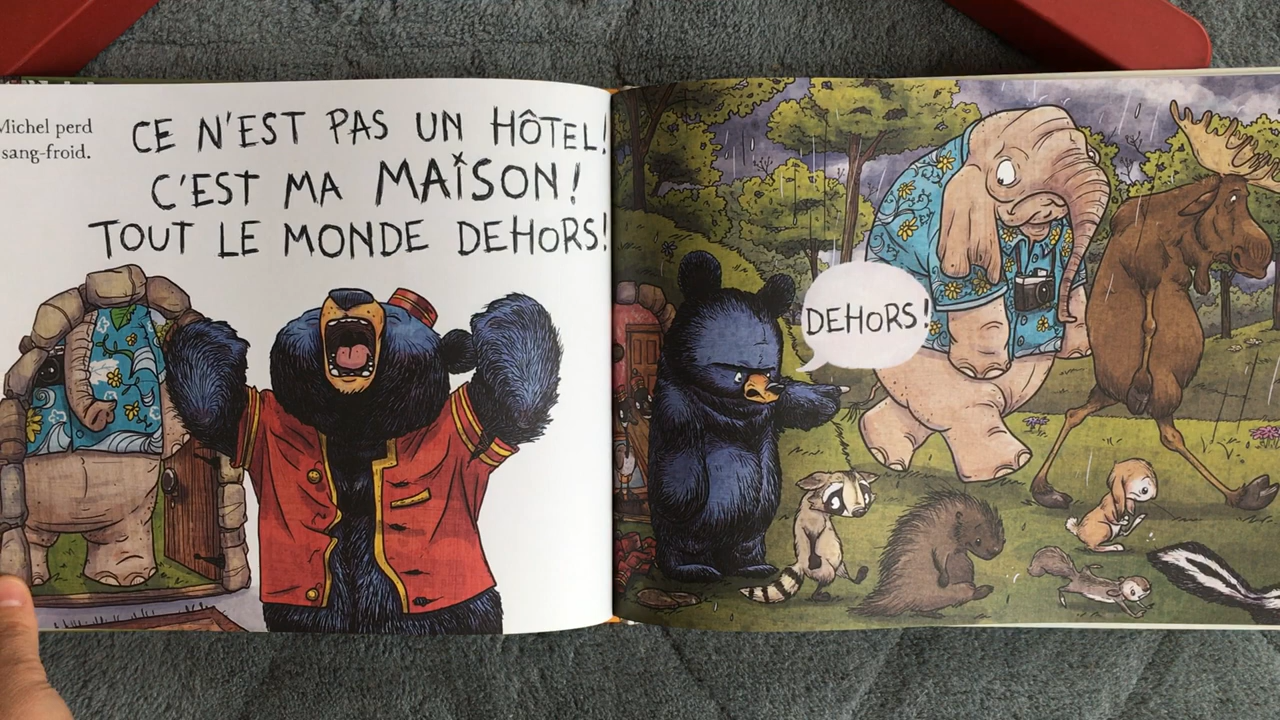 Michel perd
sang-froid.
CE N'EST PAS UN HÔTEL!
C'EST MA MAISON!
TOUT LE MONDE DEHORS!
DEHORS!